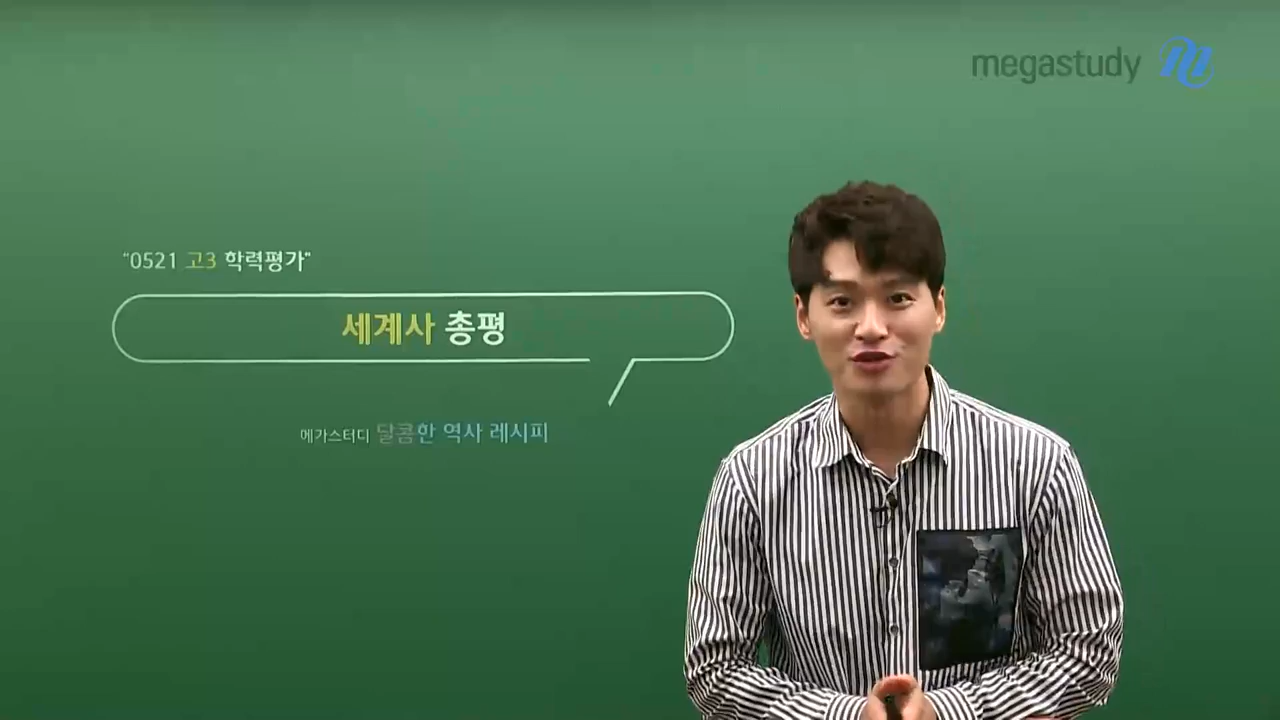 megastudy
“0521 고3 학력평가"
세계사 총평
메가스터디 달콤한 역사 레시피